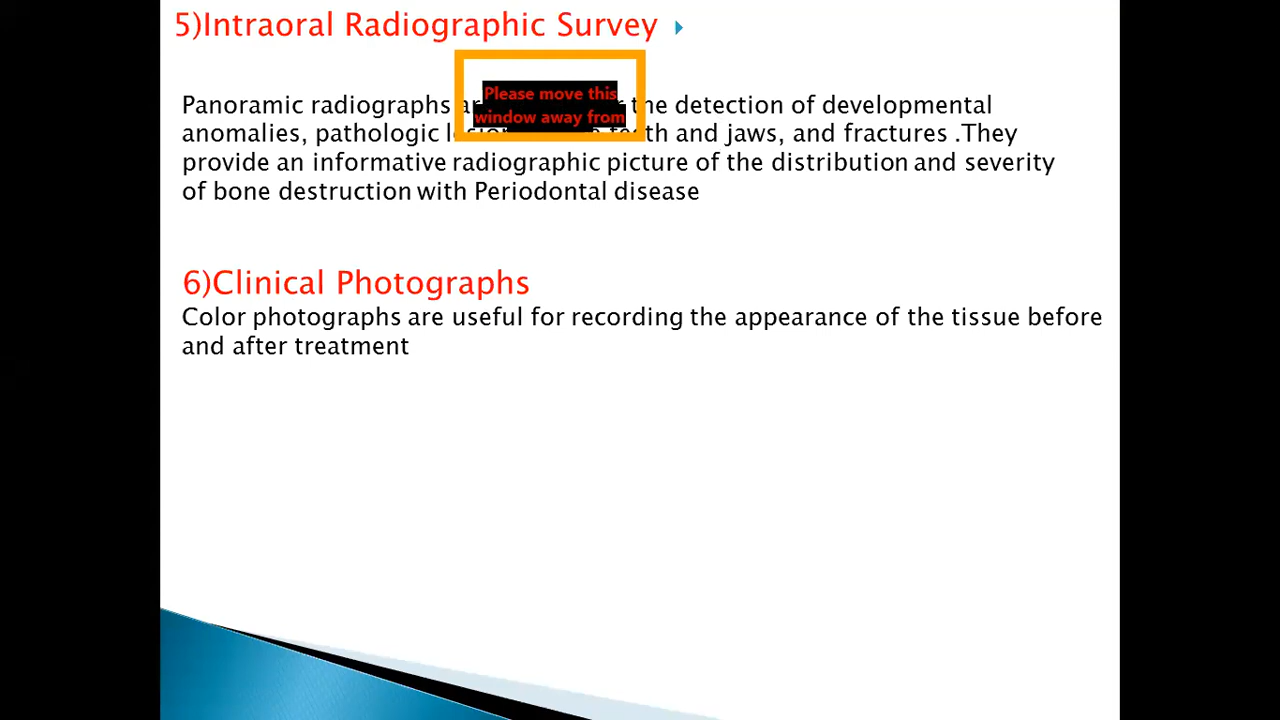 5)Intraoral Radiographic Survey
Please move this
window away from
Panoramic radiographs the detection of developmental
anomalies, pathologic teeth and jaws, and fractures .They
provide an informative radiographic picture of the distribution and severity
of bone destruction with Periodontal disease
6)Clinical Photographs
Color photographs are useful for recording the appearance of the tissue before
and after treatment